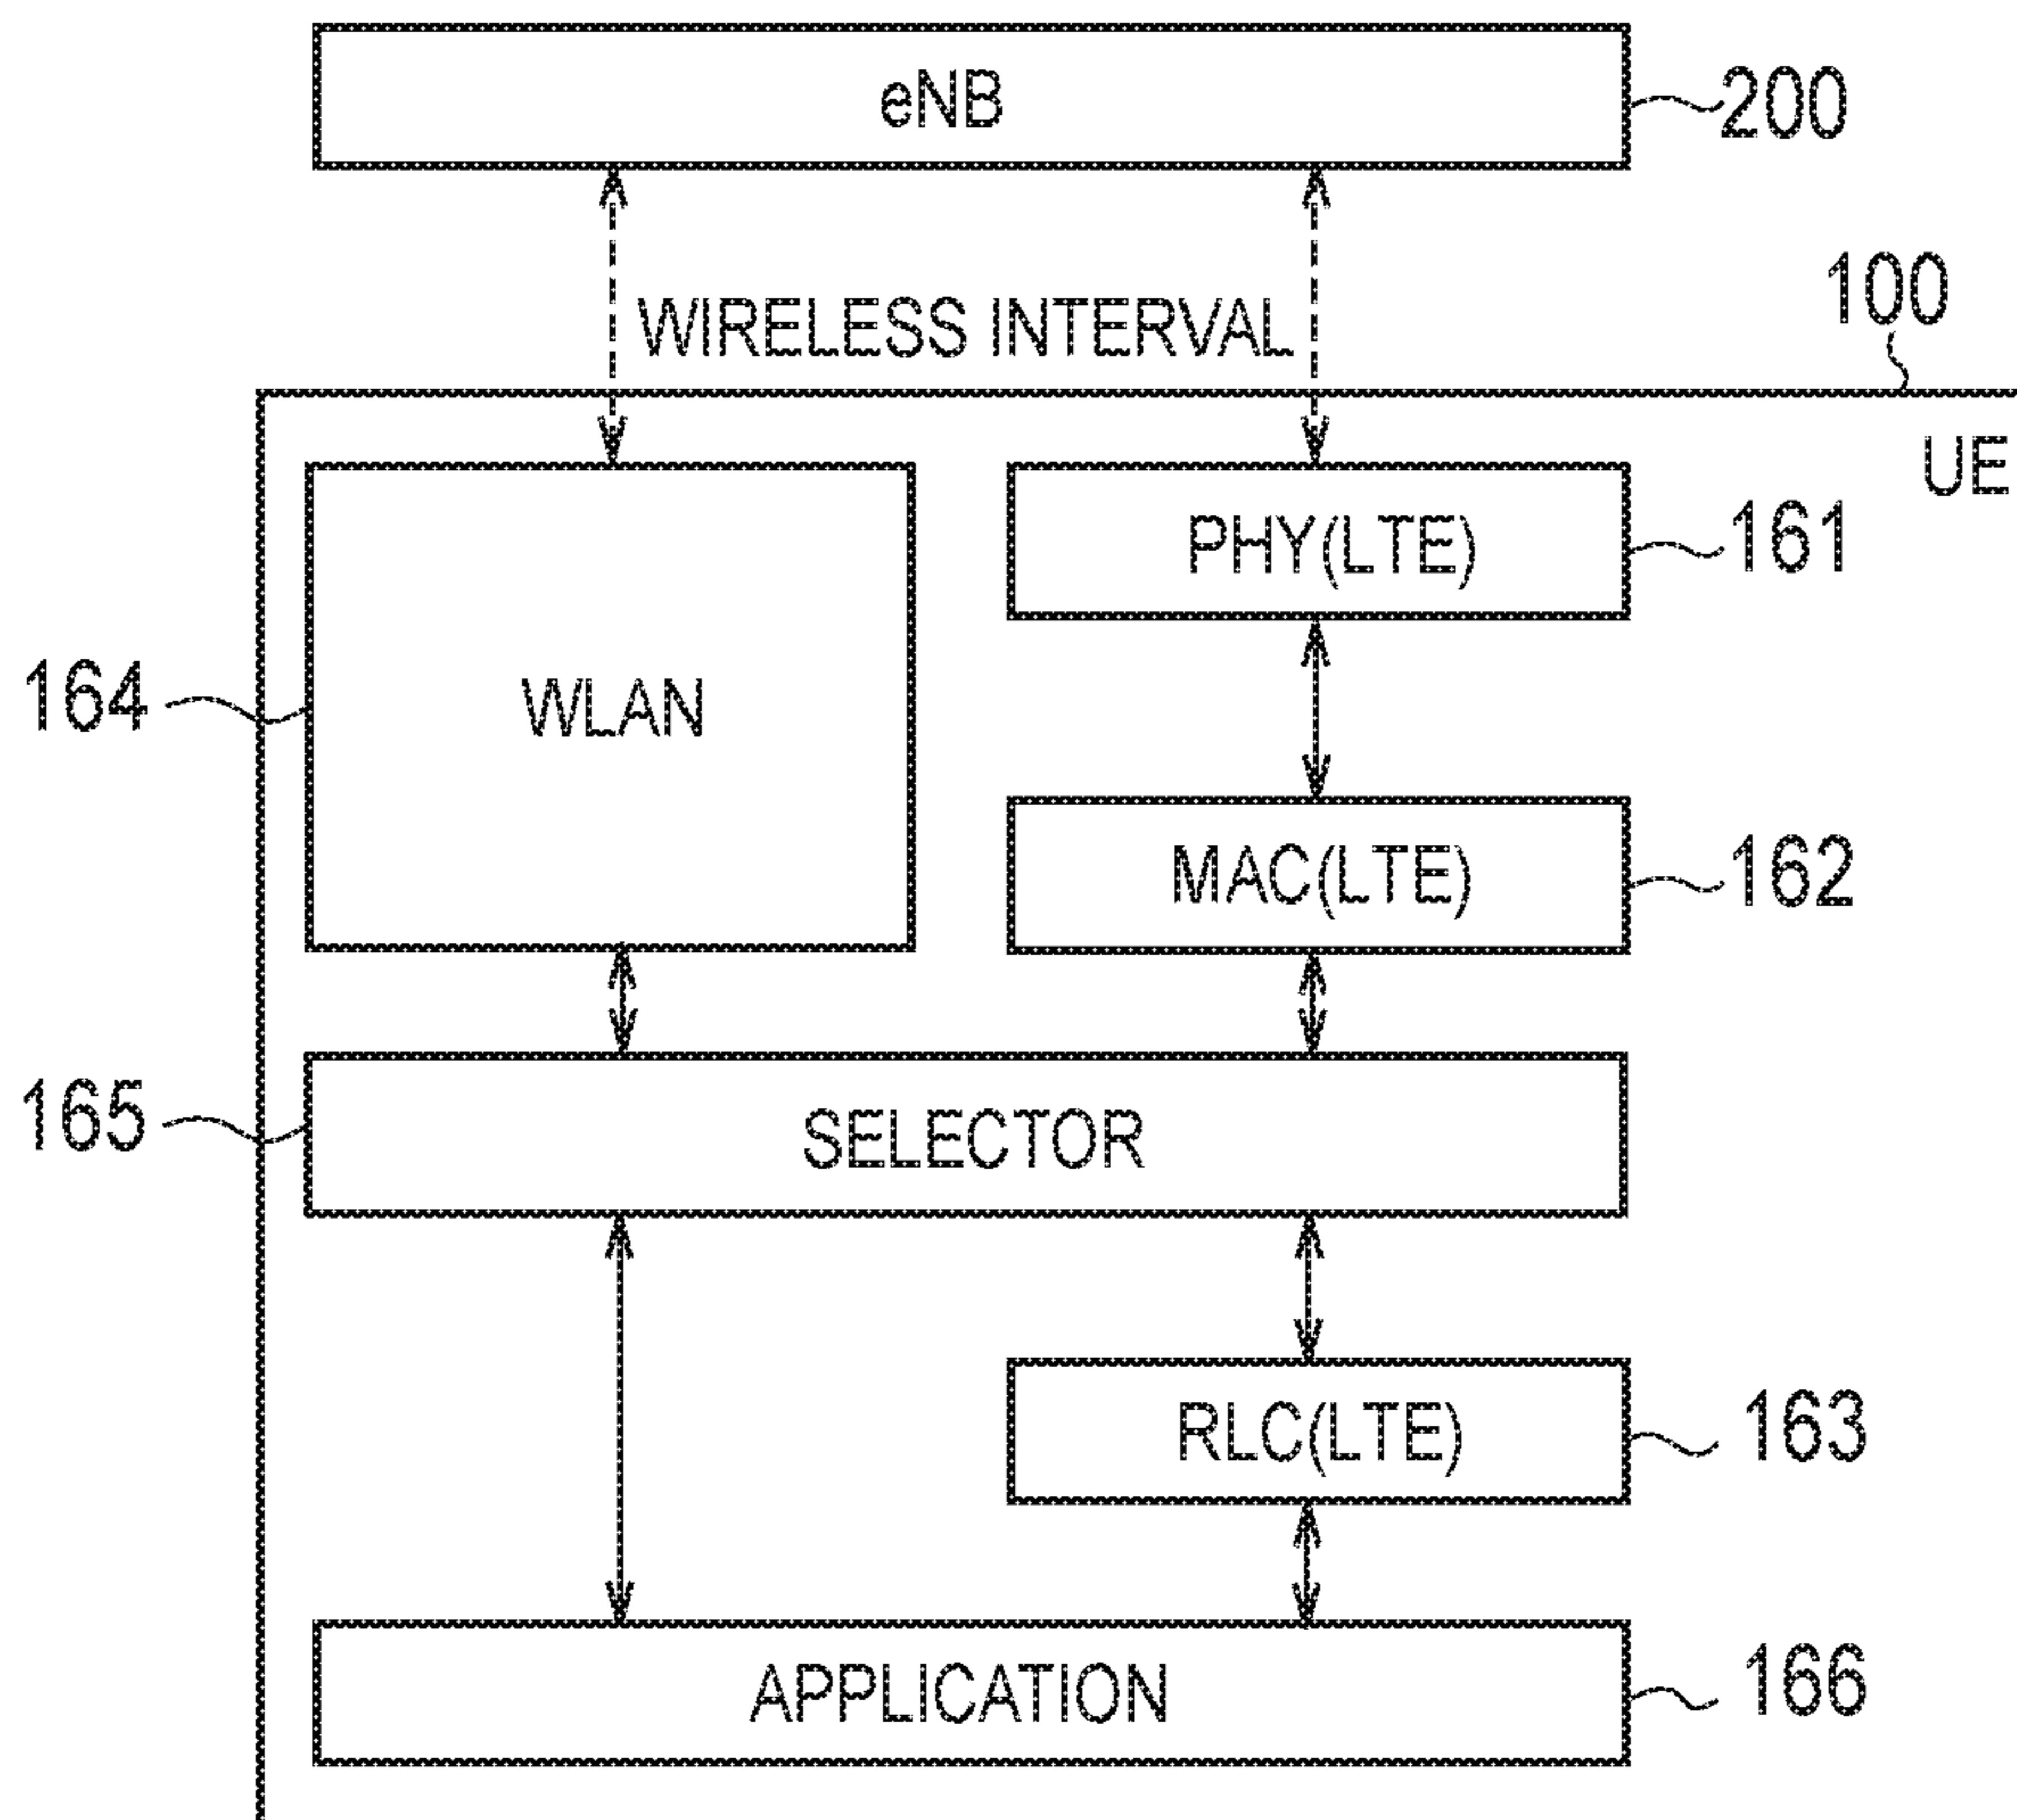 eNB
200
WIRELESS INTERVAL
100
UE
PHY(LTE)
161
164
WLAN
MAC(LTE)
162
165
SELECTOR
RLC(LTE)
163
APPLICATION
166